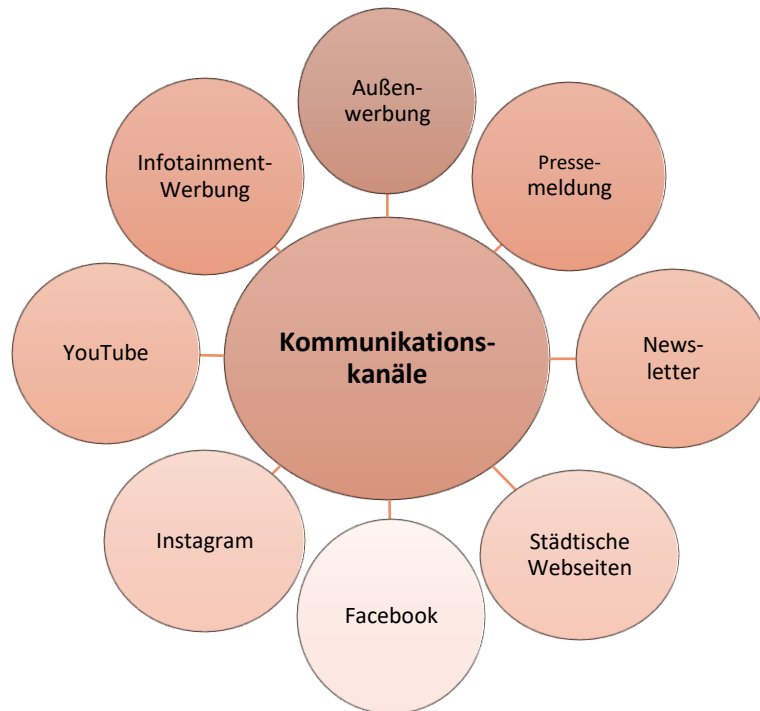 Außen-
werbung
Presse-
meldung
News-
letter
Städtische
Webseiten
Facebook
Instagram
YouTube
Infotainment-
Werbung
Kommunikations-
kanäle